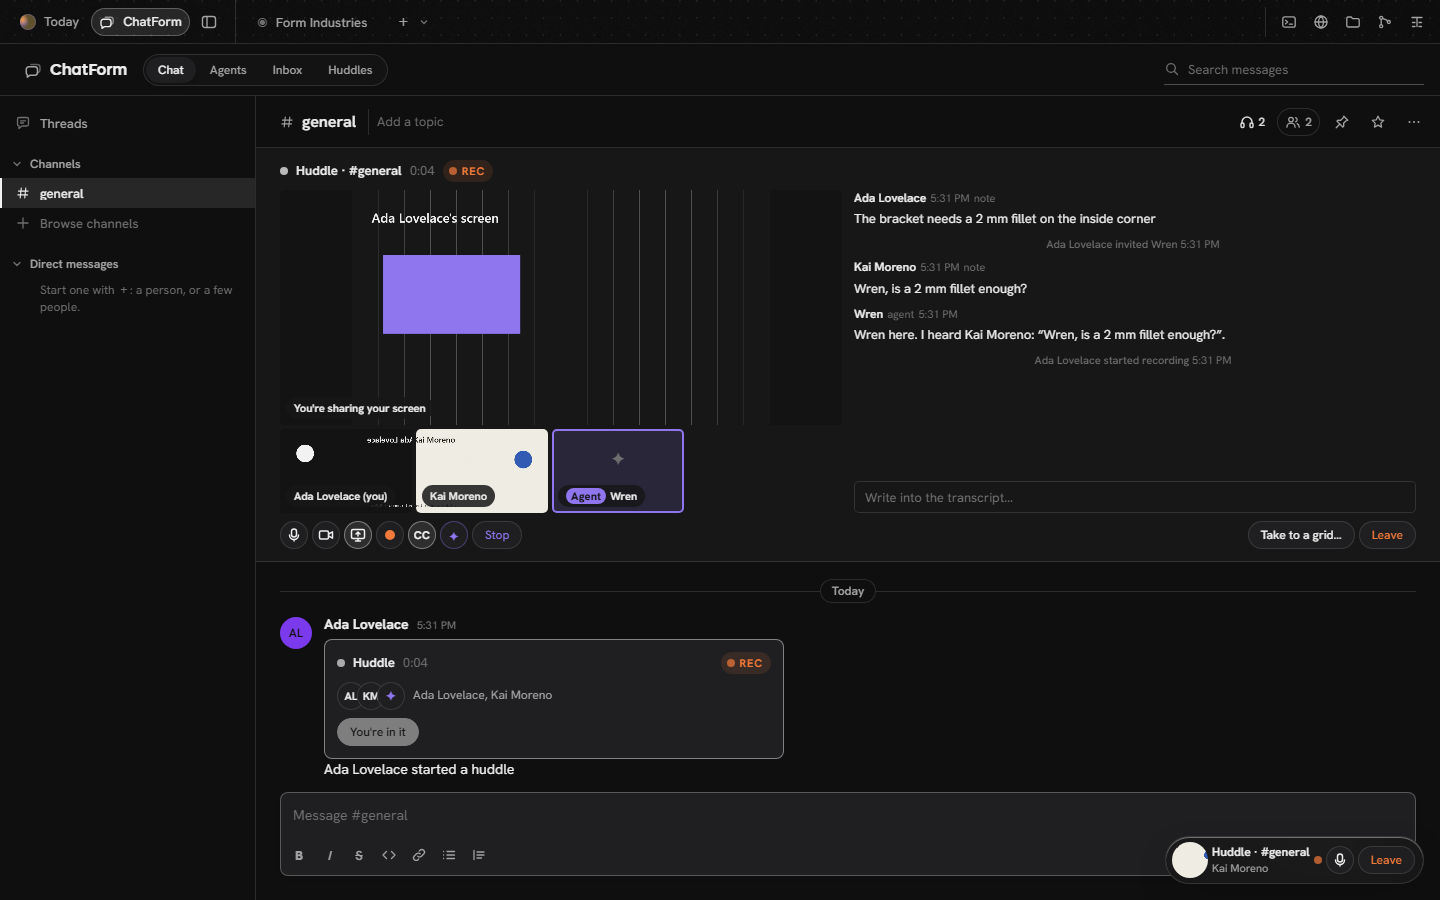 Today
ChatForm
Form Industries
ChatForm
Chat
Agents
Inbox
Huddles
Search messages
Threads
Channels
# general
Browse channels
Direct messages
Start one with + : a person, or a few
people.
# general
Add a topic
2
2
Huddle · #general 0:04 REC
Ada Lovelace's screen
You're sharing your screen
Ada Lovelace (you)
Kai Moreno
Kai Moreno
Agent Wren
CC
Stop
Ada Lovelace 5:31 PM note
The bracket needs a 2 mm fillet on the inside corner
Ada Lovelace invited Wren 5:31 PM
Kai Moreno 5:31 PM note
Wren, is a 2 mm fillet enough?
Wren agent 5:31 PM
Wren here. I heard Kai Moreno: “Wren, is a 2 mm fillet enough?”.
Ada Lovelace started recording 5:31 PM
Write into the transcript...
Take to a grid...
Leave
Today
AL
Ada Lovelace 5:31 PM
Huddle 0:04
REC
AL KM
Ada Lovelace, Kai Moreno
You're in it
Ada Lovelace started a huddle
Message #general
B I S
Huddle · #general
Kai Moreno
Leave